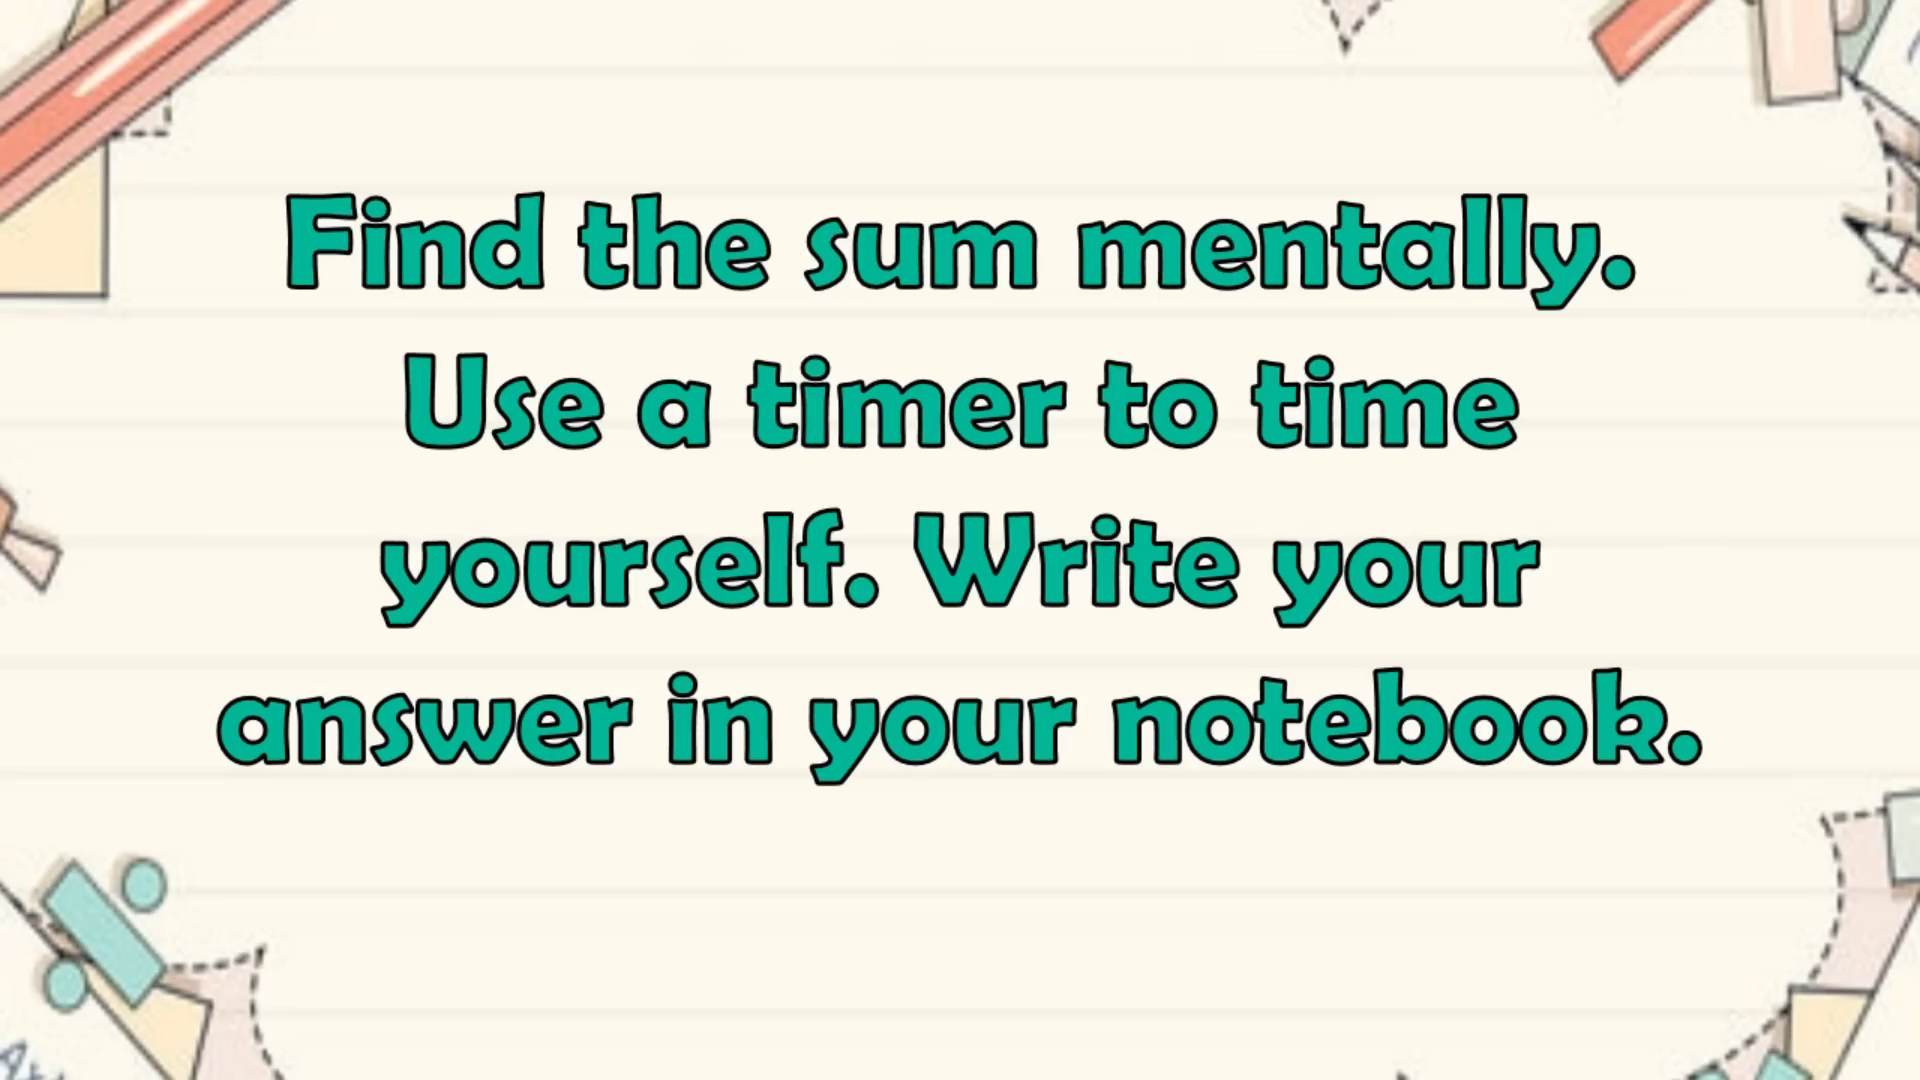 Find the sum mentally.
Use a timer to time
yourself. Write your
answer in your notebook.